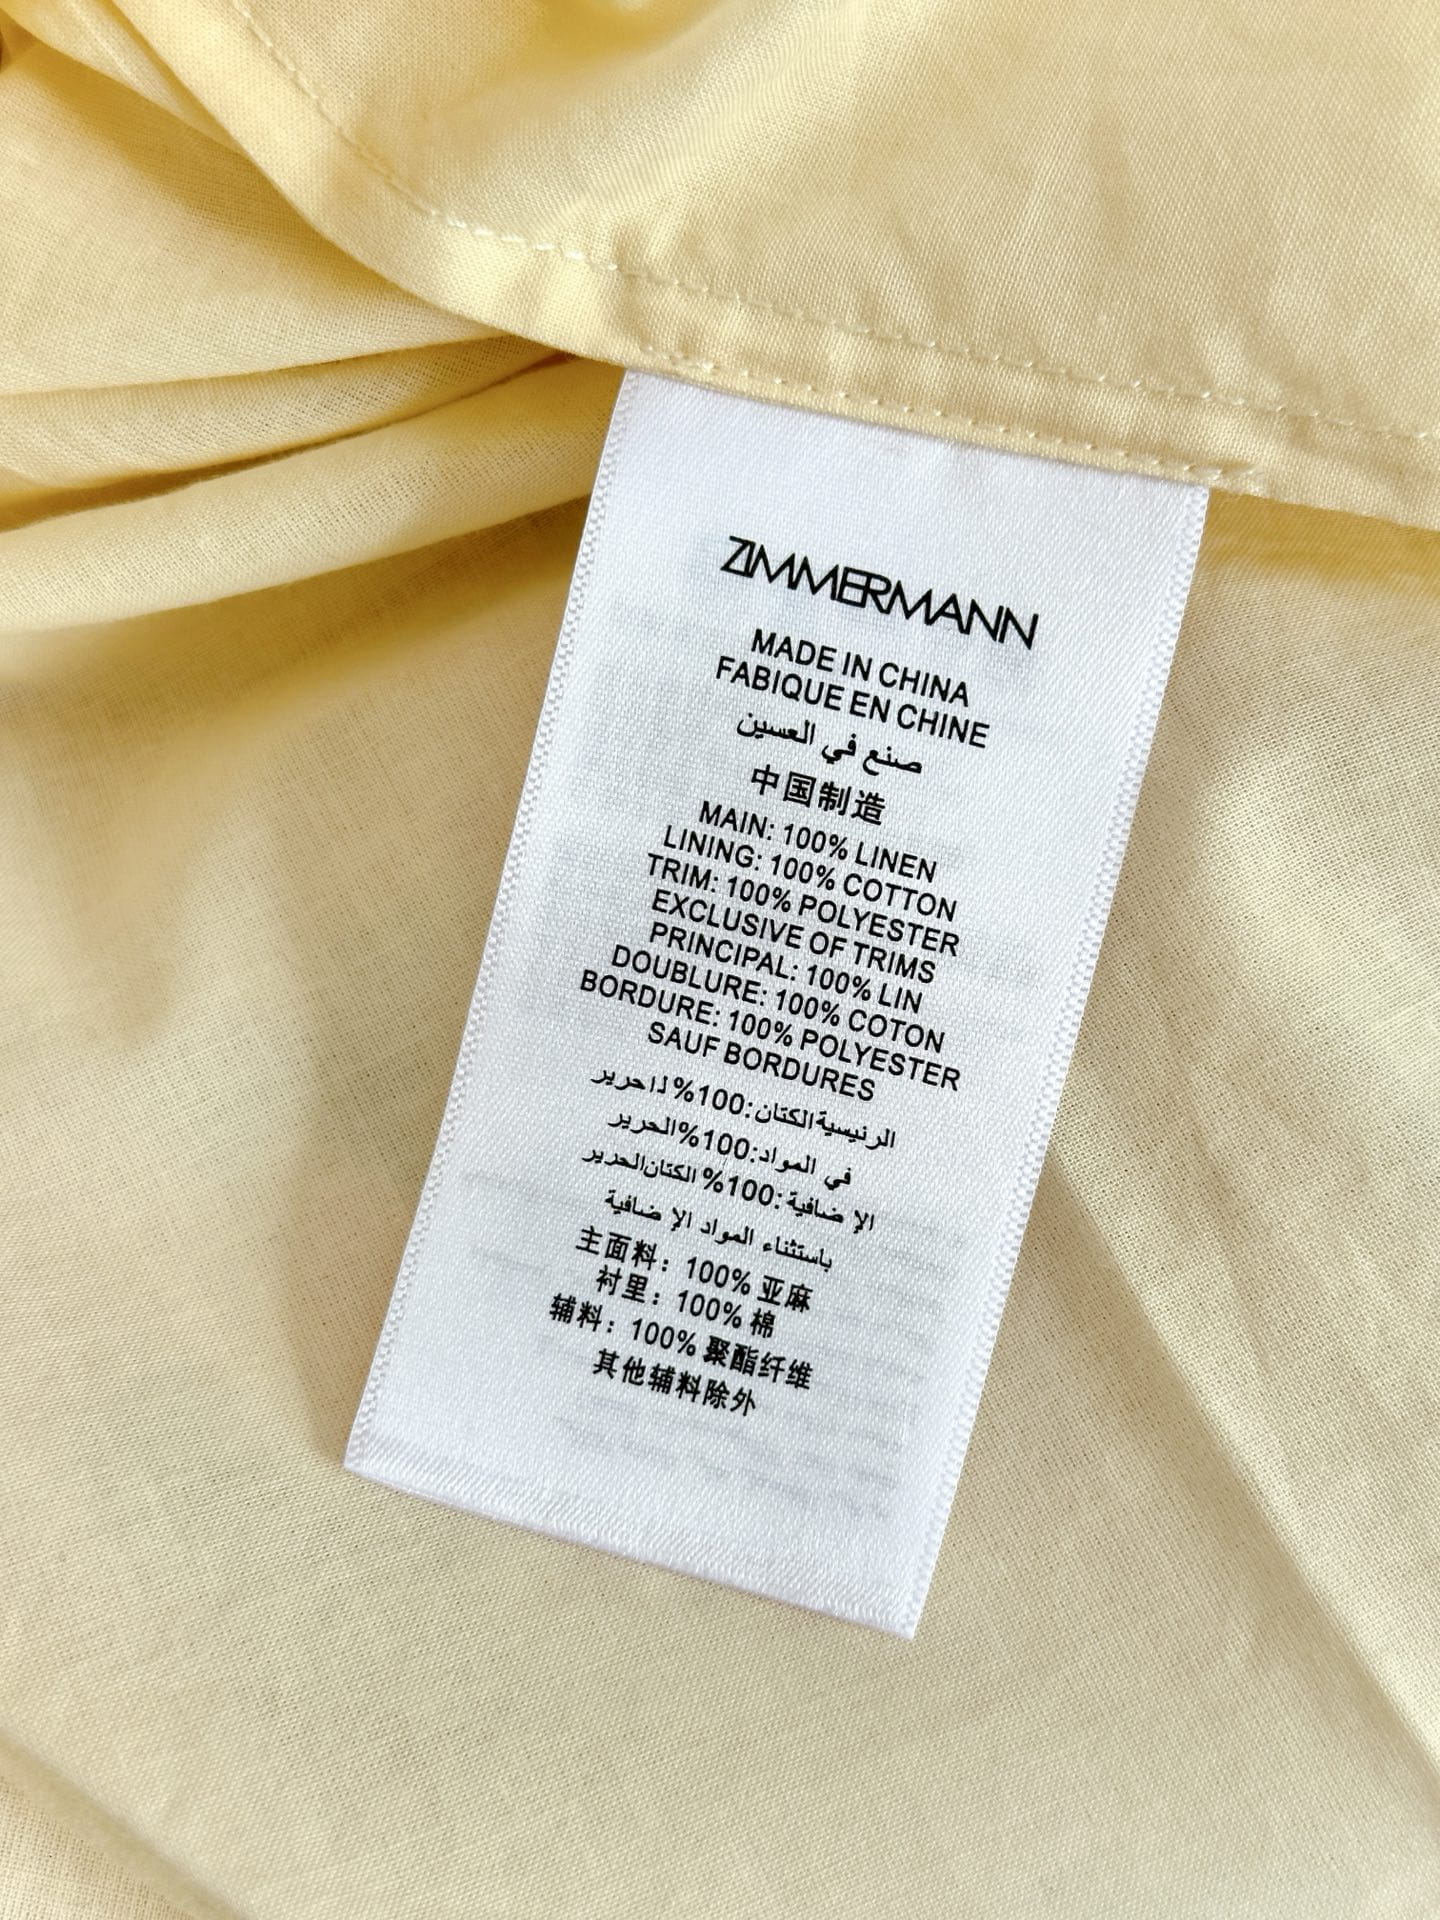 ZIMMERMANN
MADE IN CHINA
FABIQUE EN CHINE
صنع في العسين
中国制造
MAIN: 100% LINEN
LINING: 100% COTTON
TRIM: 100% POLYESTER
EXCLUSIVE OF TRIMS
PRINCIPAL: 100% LIN
DOUBLURE: 100% COTON
BORDURE: 100% POLYESTER
SAUF BORDURES
الرئيسية الكتان:100% لاحرير
في المواد:100%الحرير
الإ ضافية :100% الكتان الحرير
باستثناء المواد الإ ضافية
主面料：100% 亚麻
衬里：100% 棉
辅料：100% 聚酯纤维
其他辅料除外